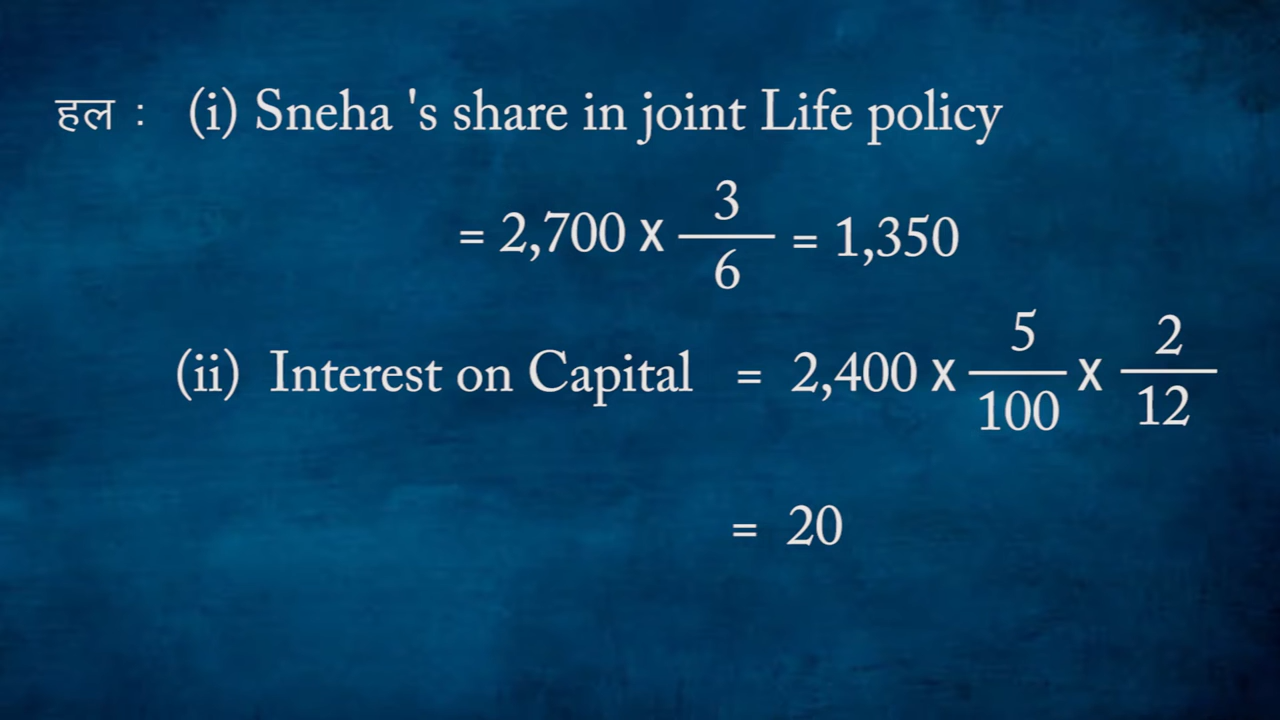 हल : (i) Sneha 's share in joint Life policy
= 2,700 x 3/6 = 1,350
(ii) Interest on Capital = 2,400 x 5/100 x 2/12
= 20